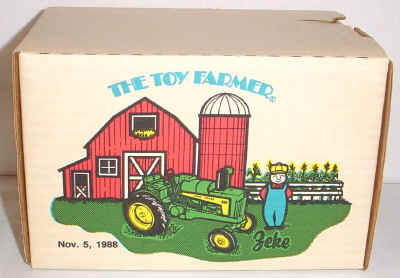 THE TOY FARMER®
Zeke
Nov. 5, 1988